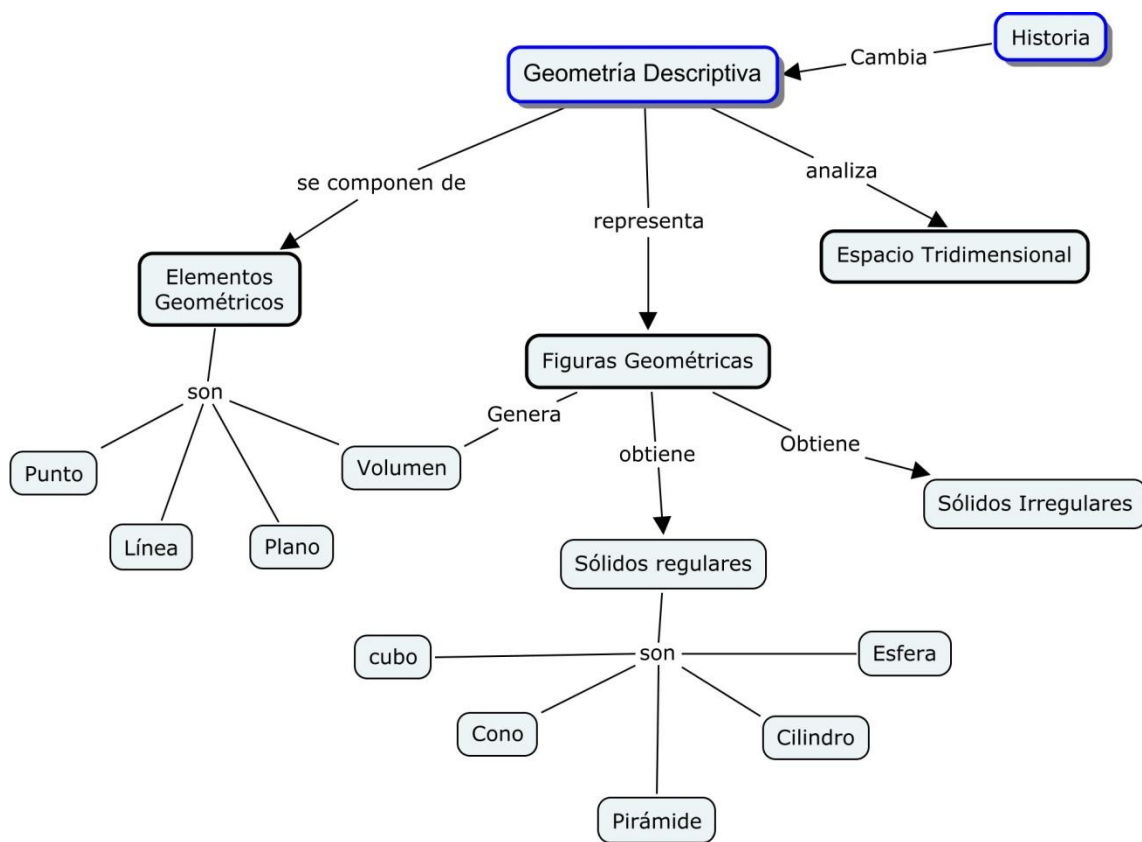 Historia
Cambia
Geometría Descriptiva
se componen de
representa
analiza
Elementos
Geométricos
Espacio Tridimensional
son
Punto
Línea
Plano
Volumen
Genera
Figuras Geométricas
obtiene
Obtiene
Sólidos Irregulares
Sólidos regulares
son
cubo
Cono
Pirámide
Cilindro
Esfera